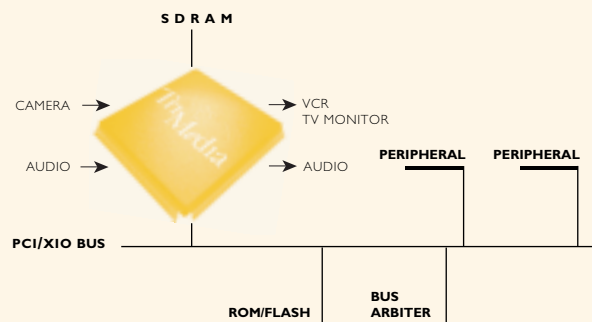 SDRAM
CAMERA
VCR
TV MONITOR
TriMedia
AUDIO
AUDIO
PERIPHERAL
PERIPHERAL
PCI/XIO BUS
ROM/FLASH
BUS
ARBITER